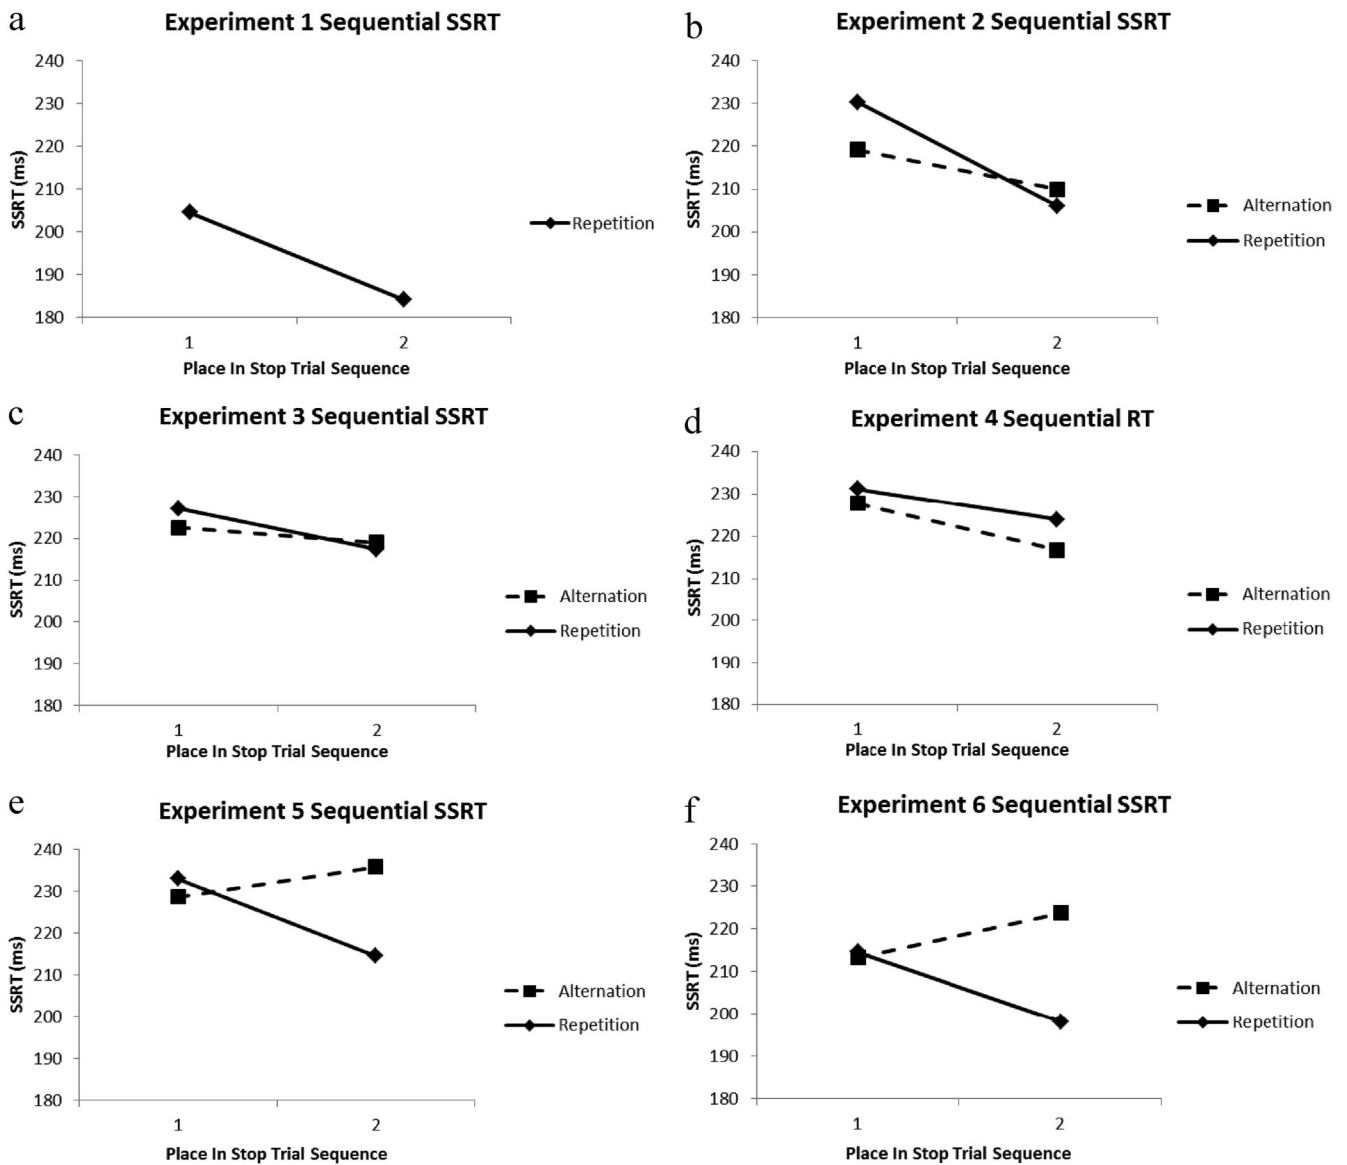 a
Experiment 1 Sequential SSRT
240
230
220
210
200
190
180
SSRT (ms)
1 2
Place In Stop Trial Sequence
Repetition
b
Experiment 2 Sequential SSRT
240
230
220
210
200
190
180
SSRT (ms)
1 2
Place In Stop Trial Sequence
Alternation
Repetition
c
Experiment 3 Sequential SSRT
240
230
220
210
200
190
180
SSRT (ms)
1 2
Place In Stop Trial Sequence
Alternation
Repetition
d
Experiment 4 Sequential RT
240
230
220
210
200
190
180
SSRT (ms)
1 2
Place In Stop Trial Sequence
Alternation
Repetition
e
Experiment 5 Sequential SSRT
240
230
220
210
200
190
180
SSRT (ms)
1 2
Place In Stop Trial Sequence
Alternation
Repetition
f
Experiment 6 Sequential SSRT
240
230
220
210
200
190
180
SSRT (ms)
1 2
Place In Stop Trial Sequence
Alternation
Repetition